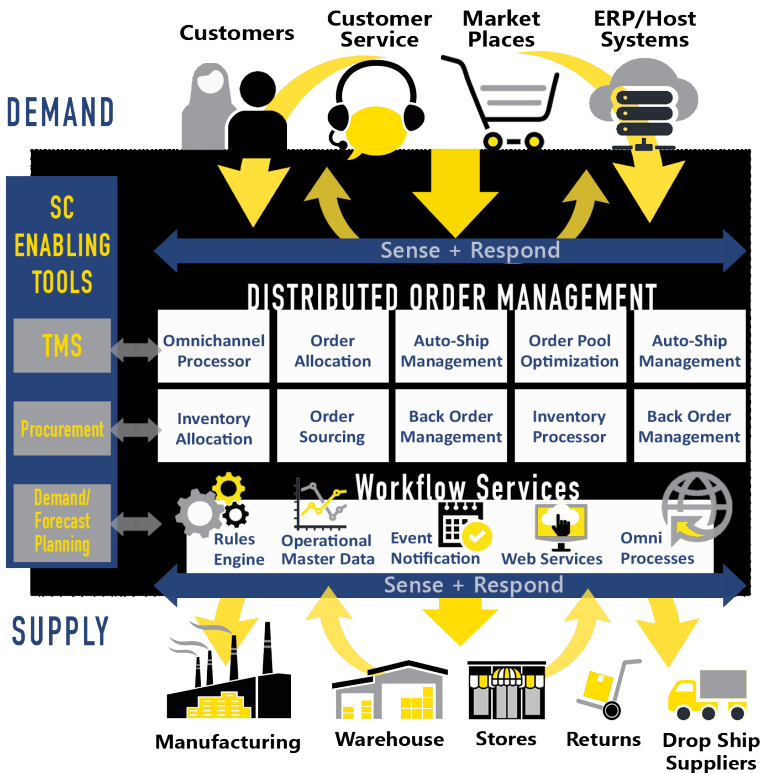 Customers
Customer
Service
Market
Places
ERP/Host
Systems
DEMAND
SC
ENABLING
TOOLS
TMS
Procurement
Demand/
Forecast
Planning
Sense + Respond
DISTRIBUTED ORDER MANAGEMENT
Omnichannel
Processor
Order
Allocation
Auto-Ship
Management
Order Pool
Optimization
Auto-Ship
Management
Inventory
Allocation
Order
Sourcing
Back Order
Management
Inventory
Processor
Back Order
Management
Workflow Services
Rules
Engine
Operational
Master Data
Event
Notification
Web Services
Omni
Processes
Sense + Respond
SUPPLY
Manufacturing
Warehouse
Stores
Returns
Drop Ship
Suppliers